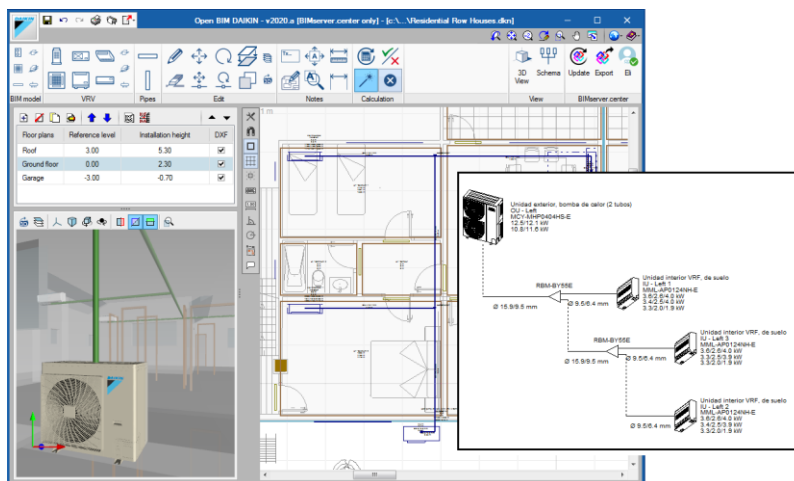 DAIKIN
Open BIM DAIKIN - v2020.a [BIMserver.center only] - [c:\...\Residential Row Houses.dkn]
3D View
Schema
Update
Export
Eli
BIM model
VRV
Pipes
Edit
Notes
Calculation
View
BIMserver.center
Floor plans Reference level Installation height DXF
Roof 3.00 5.30
Ground floor 0.00 2.30
Garage -3.00 -0.70
Unidad exterior, bomba de calor (2 tubos)
OU - Left
MCY-MHP0404HS-E
12.5/12.1 kW
10.8/11.6 kW
RBM-BY55E
Ø 15.9/9.5 mm
Ø 9.5/6.4 mm
Unidad interior VRF, de suelo
IU - Left 1
MML-AP0124NH-E
3.6/2.6/4.0 kW
3.4/2.5/4.0 kW
3.3/2.0/1.9 kW
RBM-BY55E
Ø 15.9/9.5 mm
Ø 9.5/6.4 mm
Unidad interior VRF, de suelo
IU - Left 3
MML-AP0124NH-E
3.6/2.6/4.0 kW
3.4/2.5/3.9 kW
3.3/2.0/1.9 kW
Ø 9.5/6.4 mm
Unidad interior VRF, de suelo
IU - Left 2
MML-AP0124NH-E
3.6/2.6/4.0 kW
3.4/2.5/3.9 kW
3.3/2.0/1.9 kW